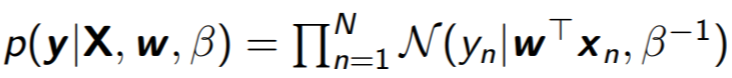 p(y|X, w, β) = ∏_{n=1}^{N} 𝒩(y_n|w^⊤x_n, β^{−1})